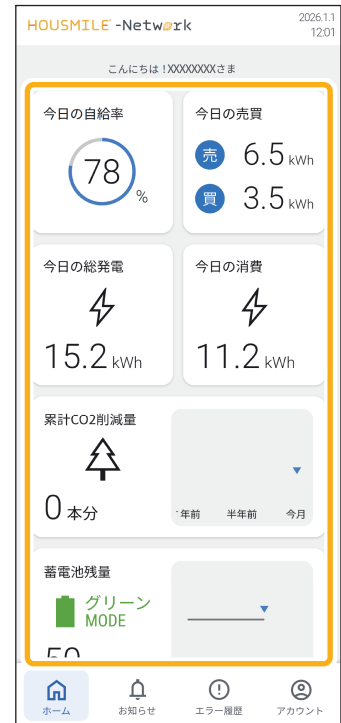 HOUSMILE -Network
2026.1.1
12:01
こんにちは！XXXXXXXXさま
今日の自給率
78
%
今日の売買
売 6.5 kWh
買 3.5 kWh
今日の総発電
15.2 kWh
今日の消費
11.2 kWh
累計CO2削減量
0 本分
年前 半年前 今月
蓄電池残量
グリーン
MODE
ホーム お知らせ エラー履歴 アカウント